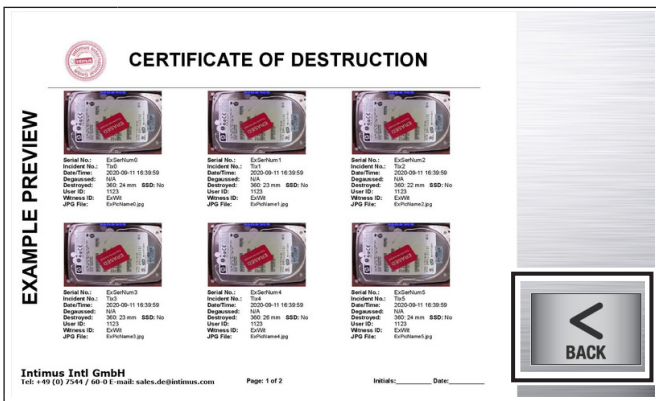 CERTIFICATE OF DESTRUCTION
EXAMPLE PREVIEW
intimus
ERASED
Serial No.: ExSerNum0
Incident No.: Tix0
Date/Time: 2020-09-11 16:39:59
Degaussed: N/A
Destroyed: 360: 24 mm SSD: No
User ID: 1123
Witness ID: ExWit
JPG File: ExPicName0.jpg
ERASED
Serial No.: ExSerNum1
Incident No.: Tix1
Date/Time: 2020-09-11 16:39:59
Degaussed: N/A
Destroyed: 360: 23 mm SSD: No
User ID: 1123
Witness ID: ExWit
JPG File: ExPicName1.jpg
ERASED
Serial No.: ExSerNum2
Incident No.: Tix2
Date/Time: 2020-09-11 16:39:59
Degaussed: N/A
Destroyed: 360: 22 mm SSD: No
User ID: 1123
Witness ID: ExWit
JPG File: ExPicName2.jpg
ERASED
Serial No.: ExSerNum3
Incident No.: Tix3
Date/Time: 2020-09-11 16:39:59
Degaussed: N/A
Destroyed: 360: 23 mm SSD: No
User ID: 1123
Witness ID: ExWit
JPG File: ExPicName3.jpg
ERASED
Serial No.: ExSerNum4
Incident No.: Tix4
Date/Time: 2020-09-11 16:39:59
Degaussed: N/A
Destroyed: 360: 26 mm SSD: No
User ID: 1123
Witness ID: ExWit
JPG File: ExPicName4.jpg
ERASED
Serial No.: ExSerNum5
Incident No.: Tix5
Date/Time: 2020-09-11 16:39:59
Degaussed: N/A
Destroyed: 360: 24 mm SSD: No
User ID: 1123
Witness ID: ExWit
JPG File: ExPicName5.jpg
BACK
Intimus Intl GmbH
Tel: +49 (0) 7544 / 60-0 E-mail: sales.de@intimus.com Page: 1 of 2 Initials:________ Date:________